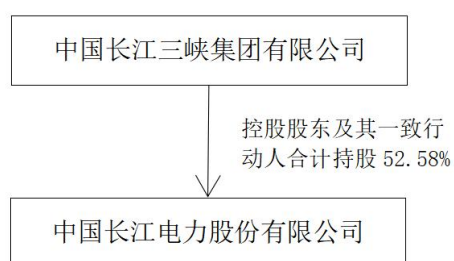 中国长江三峡集团有限公司
控股股东及其一致行
动人合计持股 52.58%
中国长江电力股份有限公司